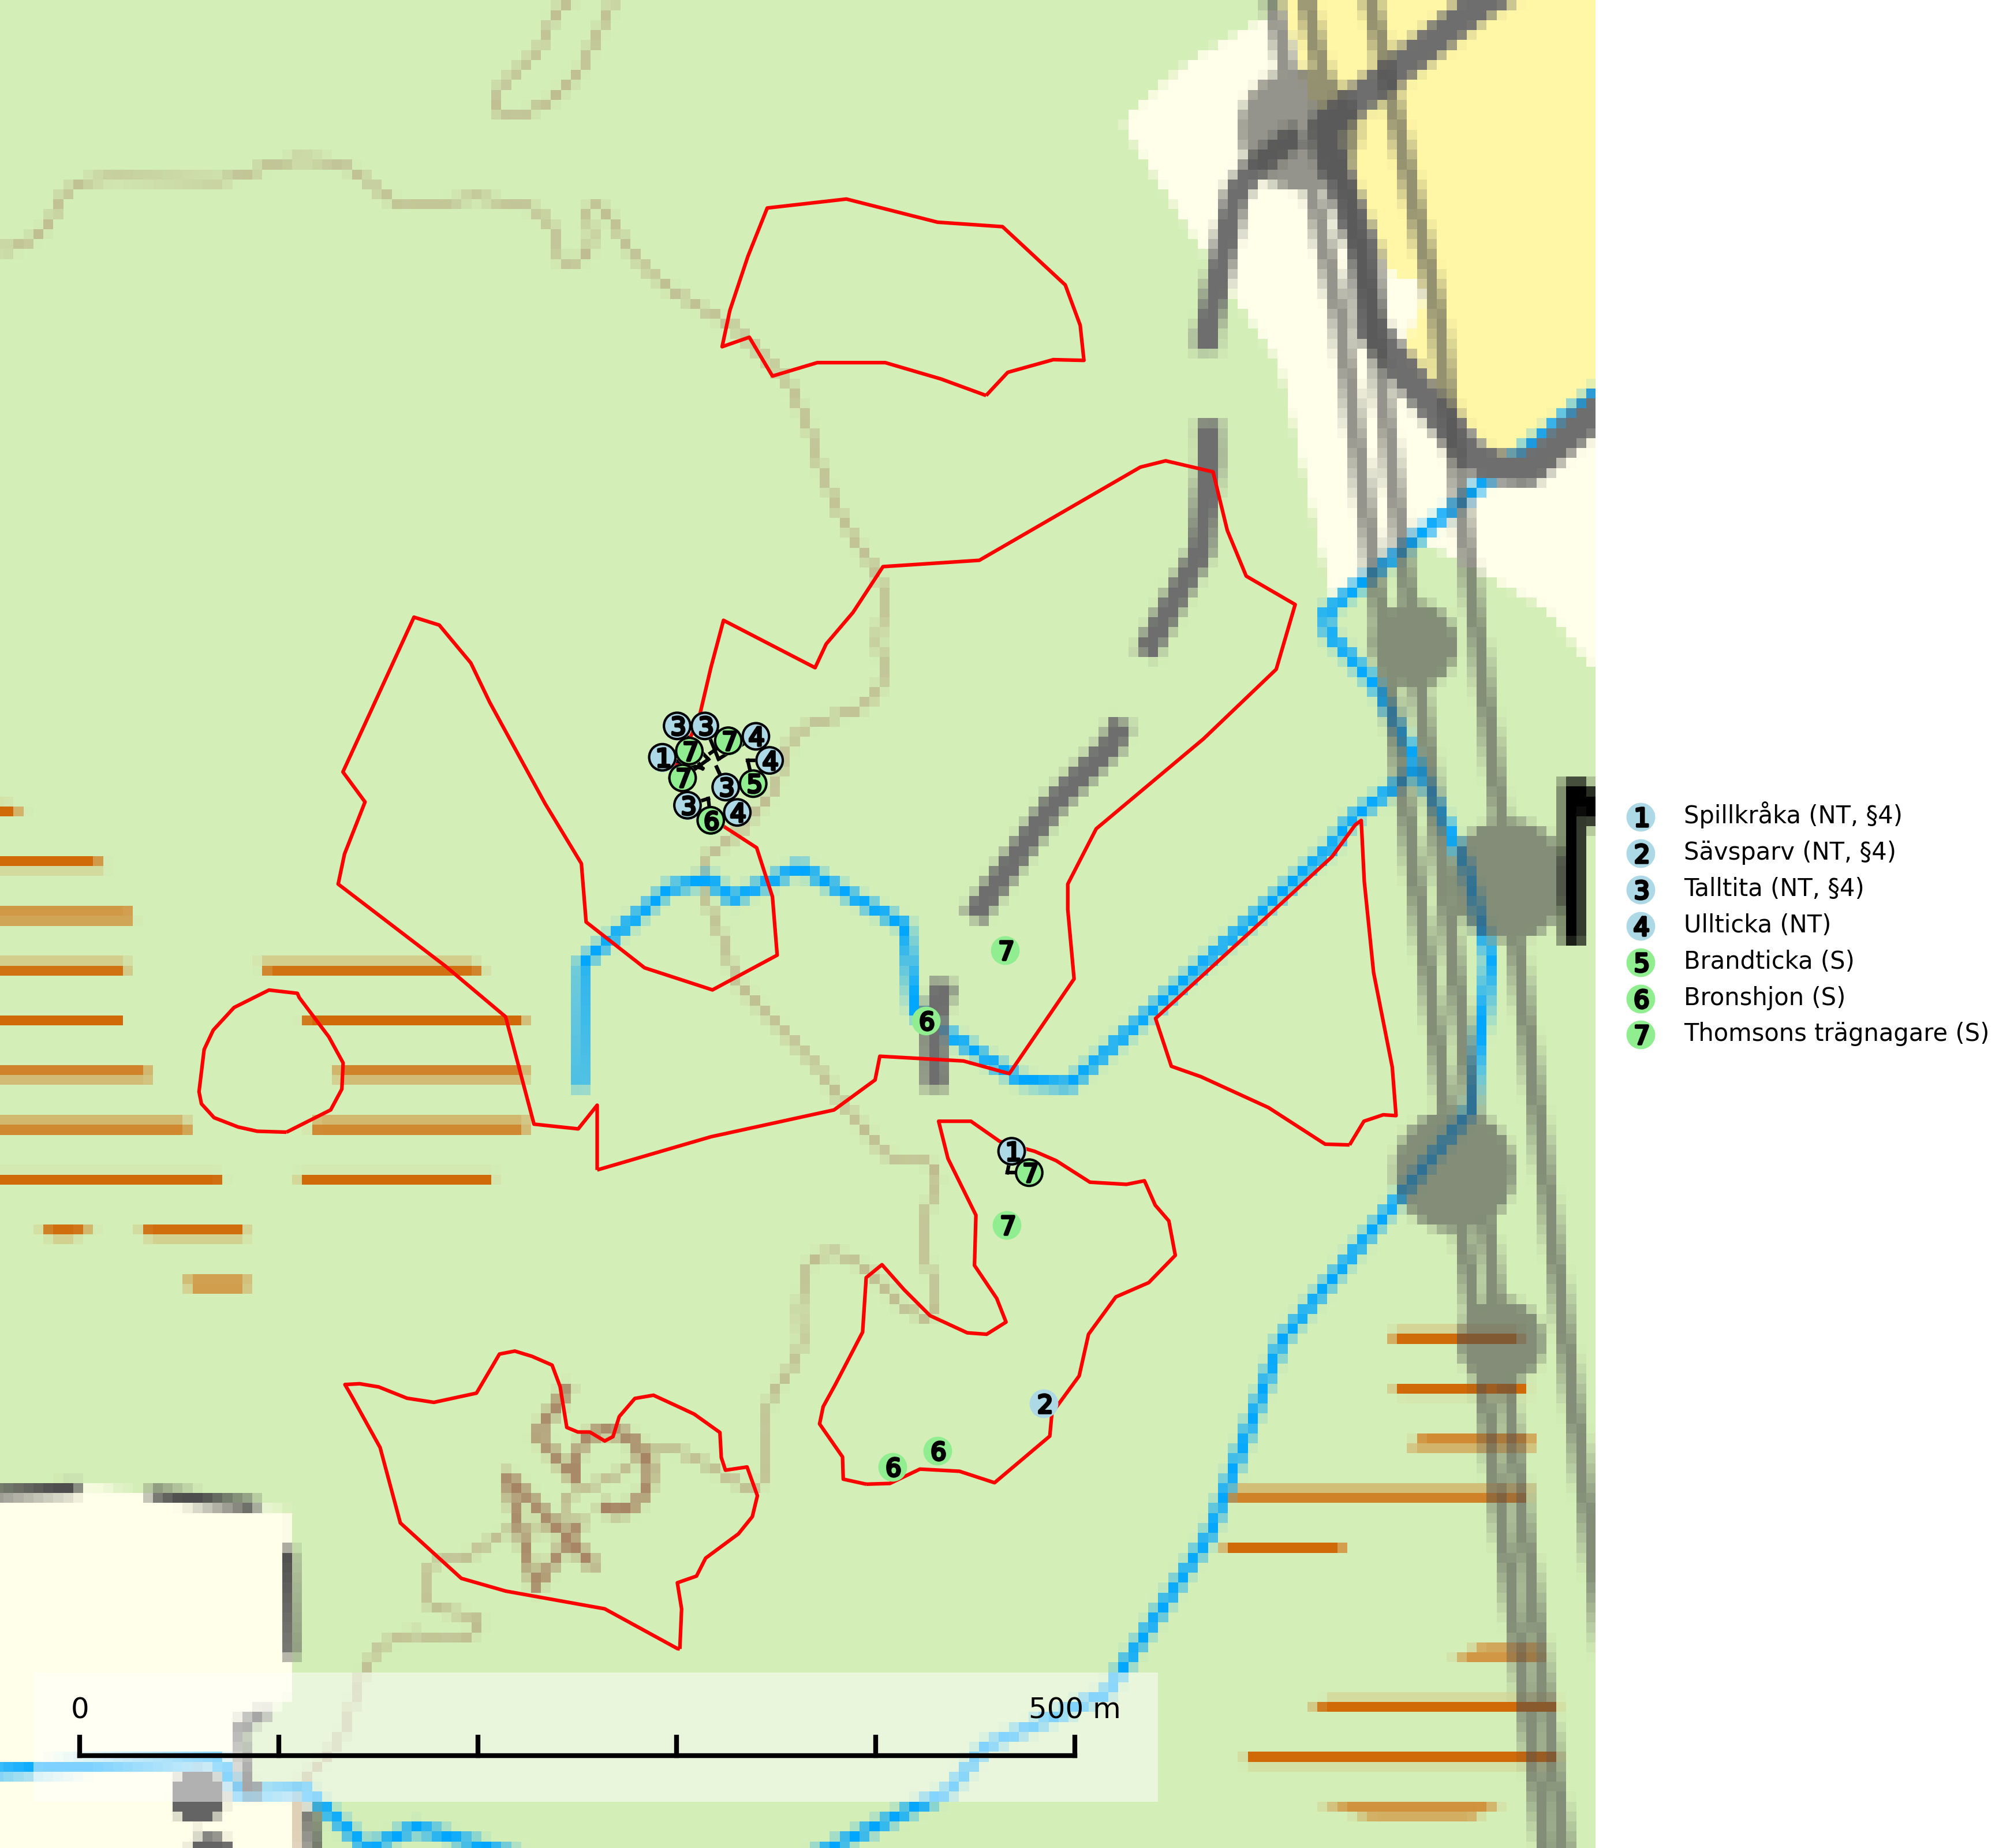 3 3 7 4
1 7 4
7 3 5
3 6 4
7
6
1
7
7
2
6
6
1 Spillkråka (NT, §4)
2 Sävsparv (NT, §4)
3 Talltita (NT, §4)
4 Ullticka (NT)
5 Brandticka (S)
6 Bronshjon (S)
7 Thomsons trägnagare (S)
0 500 m